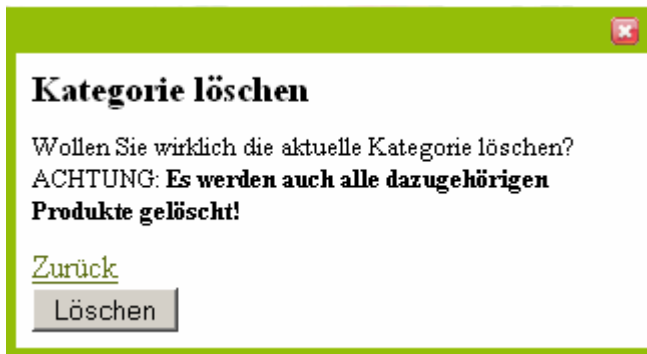 Kategorie löschen
Wollen Sie wirklich die aktuelle Kategorie löschen?
ACHTUNG: Es werden auch alle dazugehörigen
Produkte gelöscht!
Zurück
Löschen